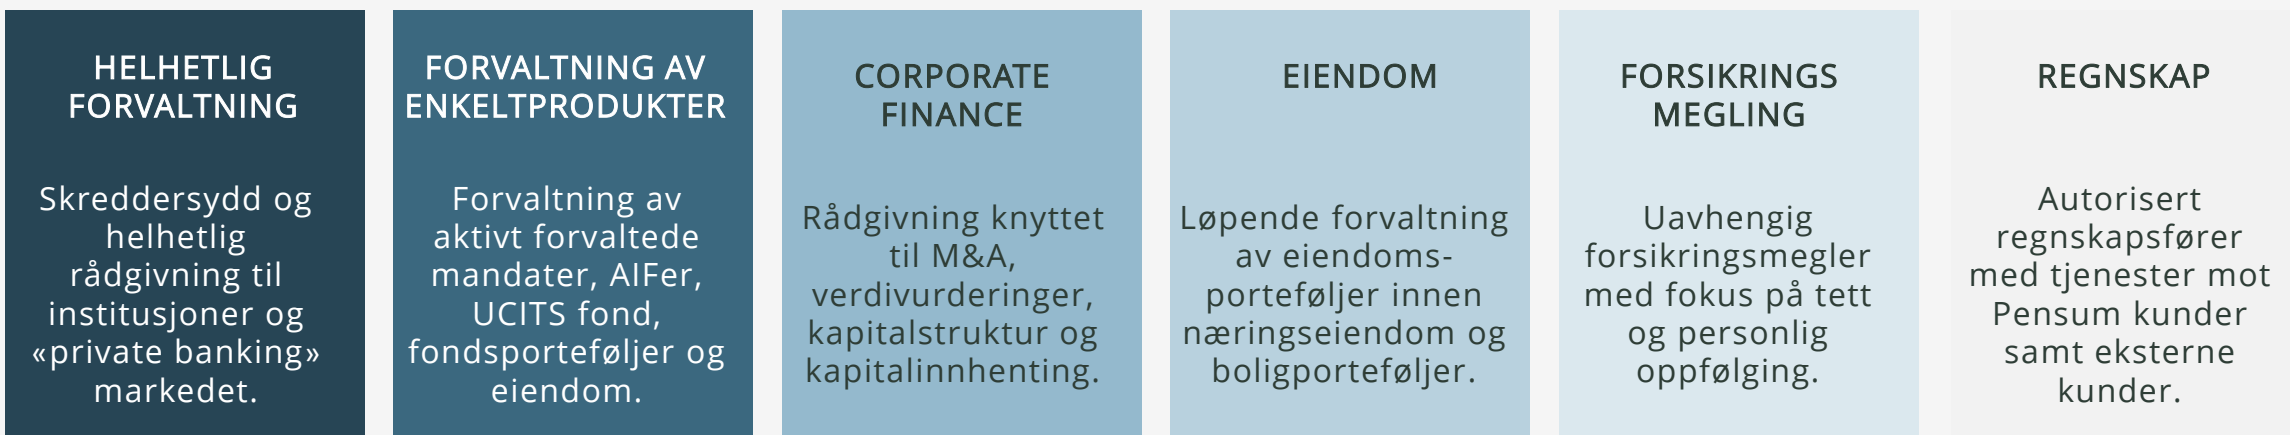 HELHETLIG
FORVALTNING
Skreddersydd og
helhetlig
rådgivning til
institusjoner og
«private banking»
markedet.
FORVALTNING AV
ENKELTPRODUKTER
Forvaltning av
aktivt forvaltede
mandater, AIFer,
UCITS fond,
fondsporteføljer og
eiendom.
CORPORATE
FINANCE
Rådgivning knyttet
til M&A,
verdivurderinger,
kapitalstruktur og
kapitalinnhenting.
EIENDOM
Løpende forvaltning
av eiendoms-
porteføljer innen
næringseiendom og
boligporteføljer.
FORSIKRINGS
MEGLING
Uavhengig
forsikringsmegler
med fokus på tett
og personlig
oppfølging.
REGNSKAP
Autorisert
regnskapsfører
med tjenester mot
Pensum kunder
samt eksterne
kunder.